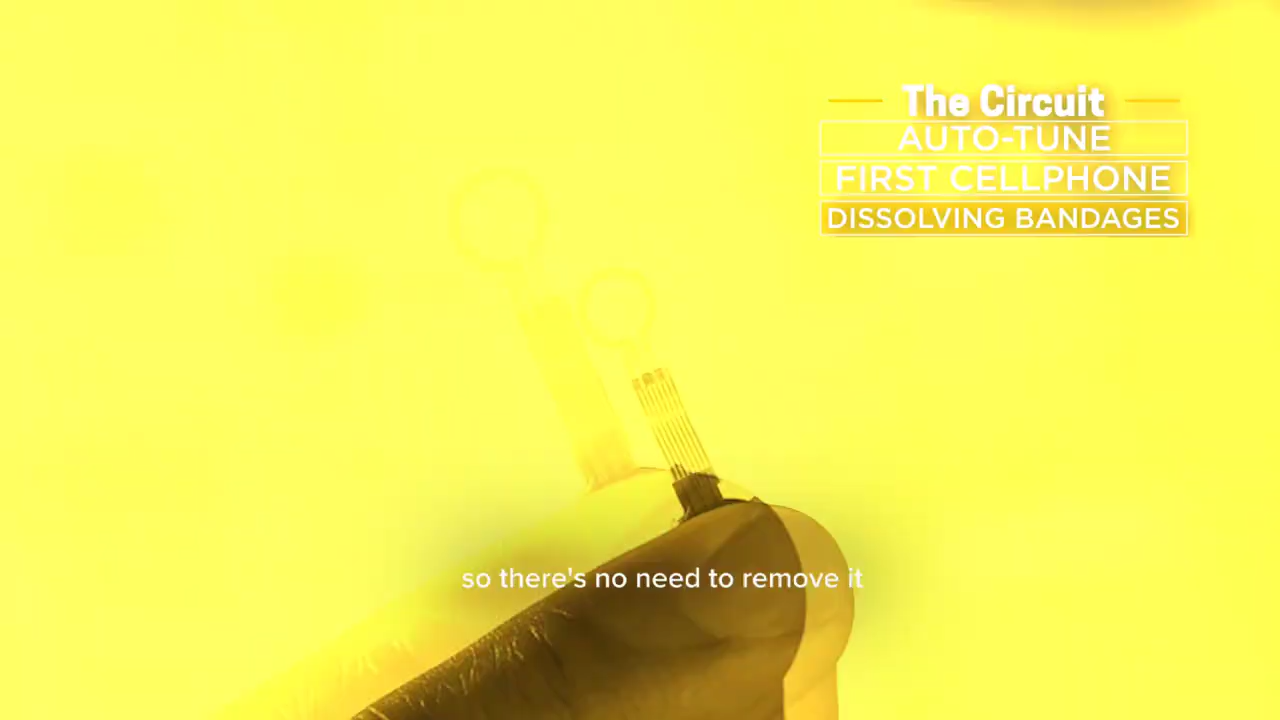 The Circuit
AUTO-TUNE
FIRST CELLPHONE
DISSOLVING BANDAGES
so there's no need to remove it